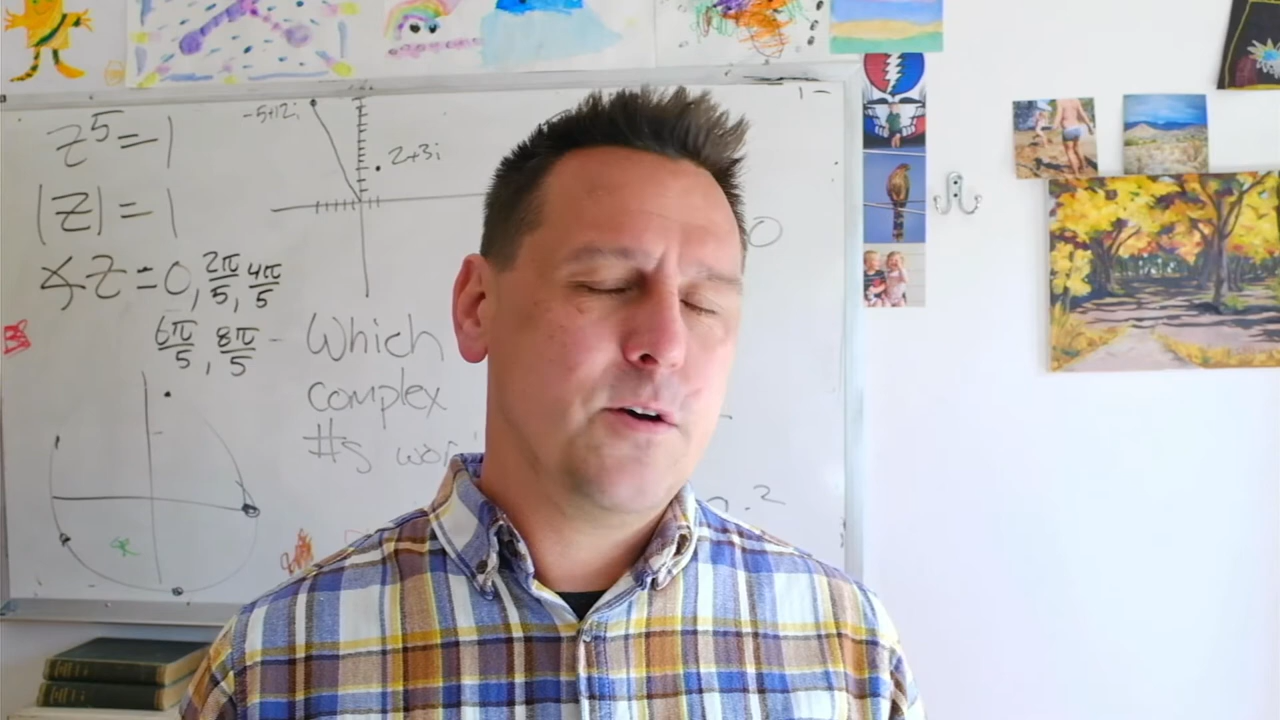 z⁵=1
|z|=1
∡z=0, 2π/5, 4π/5
6π/5, 8π/5
-5+12i
2+3i
Which
complex
#s